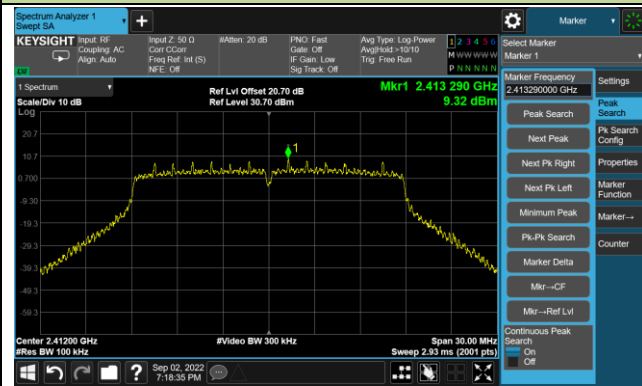 Spectrum Analyzer 1
Swept SA
Marker
KEYSIGHT
Input: RF
Coupling: AC
Align: Auto
Input Z: 50 Ω
Corr CCorr
Freq Ref: Int (S)
NFE: Off
#Atten: 20 dB
PNO: Fast
Gate: Off
IF Gain: Low
Sig Track: Off
Avg Type: Log-Power
Avg|Hold:>10/10
Trig: Free Run
1 2 3 4 5 6
M W W W W W
P N N N N N
Select Marker
Marker 1
1 Spectrum
Scale/Div 10 dB
Log
Ref Lvl Offset 20.70 dB
Ref Level 30.70 dBm
Mkr1 2.413 290 GHz
9.32 dBm
20.7
10.7
0.700
-9.30
-19.3
-29.3
-39.3
-49.3
-59.3
1
Center 2.41200 GHz
#Res BW 100 kHz
#Video BW 300 kHz
Span 30.00 MHz
Sweep 2.93 ms (2001 pts)
Marker Frequency
2.413290000 GHz
Peak Search
Next Peak
Next Pk Right
Next Pk Left
Minimum Peak
Pk-Pk Search
Marker Delta
Mkr→CF
Mkr→Ref Lvl
Continuous Peak
Search
On
Off
Settings
Peak
Search
Pk Search
Config
Properties
Marker
Function
Marker→
Counter
Sep 02, 2022
7:18:35 PM